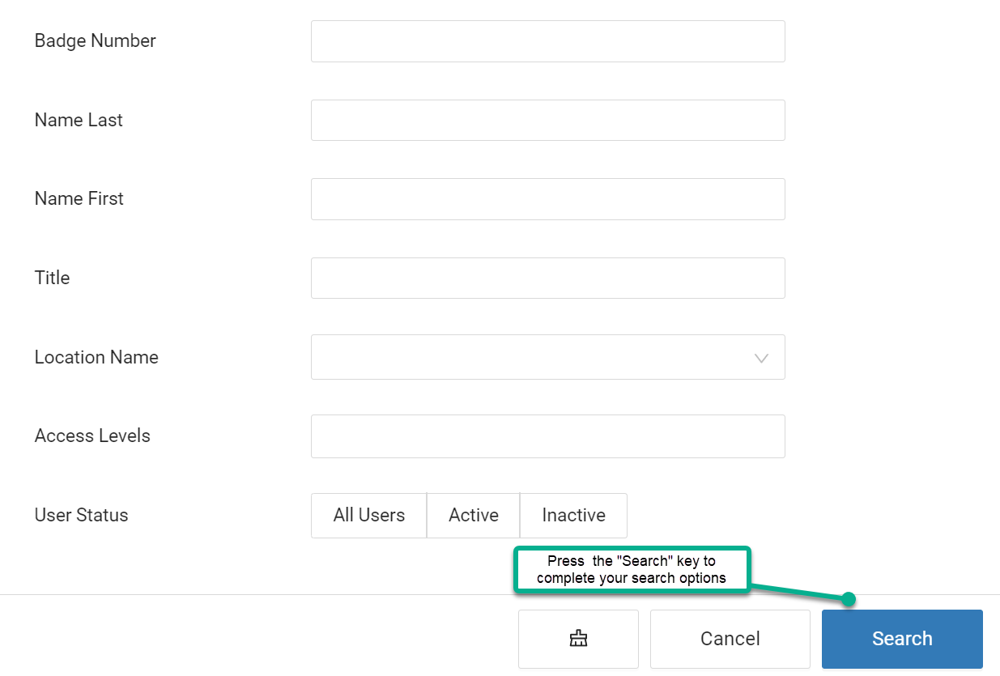 Badge Number
Name Last
Name First
Title
Location Name
Access Levels
User Status
All Users
Active
Inactive
Press  the "Search" key to
complete your search options
Cancel
Search